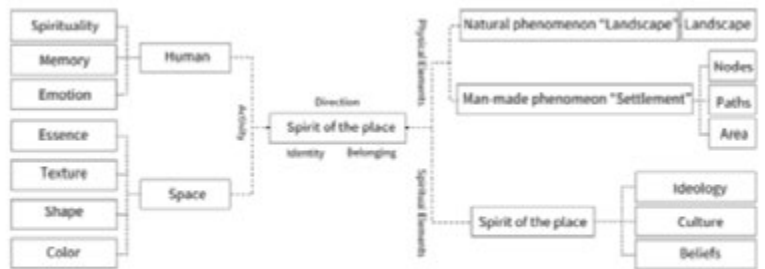 Spirituality
Memory
Emotion
Essence
Texture
Shape
Color
Human
Space
Activity
Direction
Spirit of the place
Identity Belonging
Physical Elements
Spiritual Elements
Natural phenomenon “Landscape”
Landscape
Man-made phenomeon “Settlement”
Nodes
Paths
Area
Spirit of the place
Ideology
Culture
Beliefs